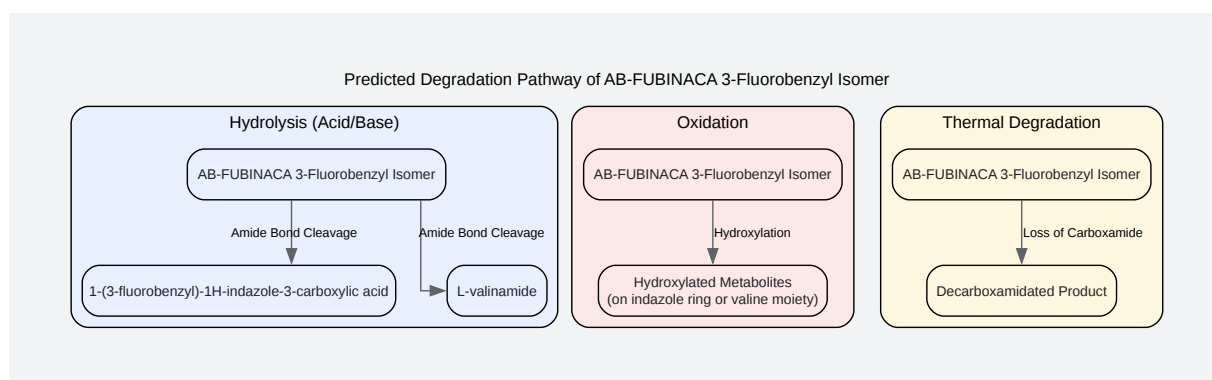 Predicted Degradation Pathway of AB-FUBINACA 3-Fluorobenzyl Isomer
Hydrolysis (Acid/Base)
AB-FUBINACA 3-Fluorobenzyl Isomer
Amide Bond Cleavage
Amide Bond Cleavage
1-(3-fluorobenzyl)-1H-indazole-3-carboxylic acid
L-valinamide
Oxidation
AB-FUBINACA 3-Fluorobenzyl Isomer
Hydroxylation
Hydroxylated Metabolites
(on indazole ring or valine moiety)
Thermal Degradation
AB-FUBINACA 3-Fluorobenzyl Isomer
Loss of Carboxamide
Decarboxamidated Product